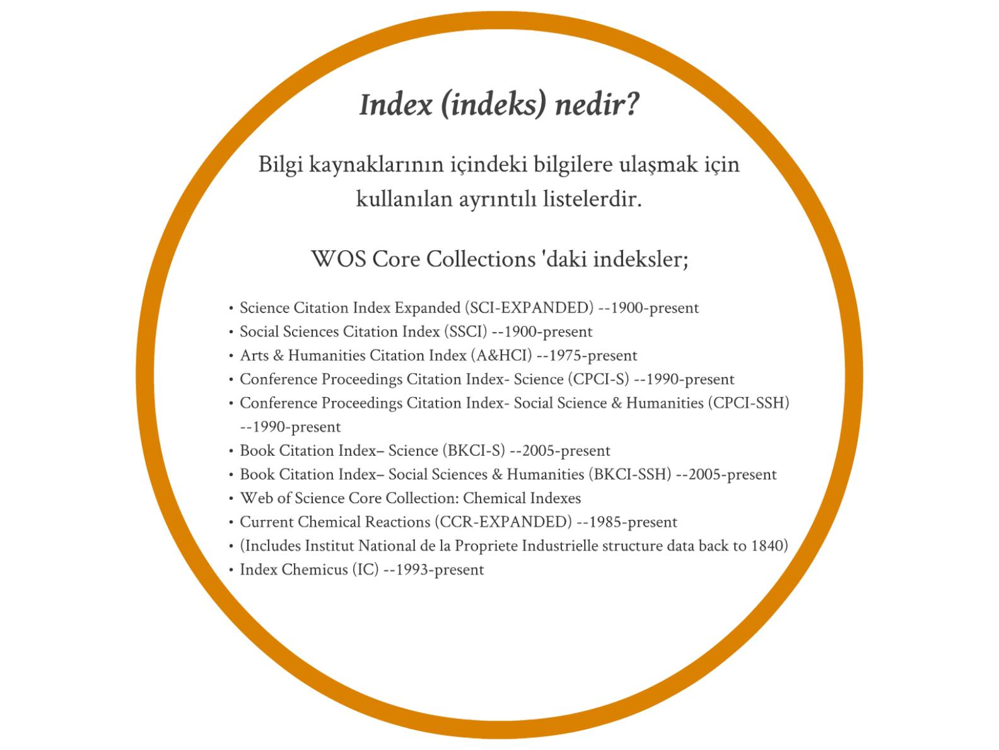 Index (indeks) nedir?
Bilgi kaynaklarının içindeki bilgilere ulaşmak için
kullanılan ayrıntılı listelerdir.
WOS Core Collections 'daki indeksler;
• Science Citation Index Expanded (SCI-EXPANDED) --1900-present
• Social Sciences Citation Index (SSCI) --1900-present
• Arts & Humanities Citation Index (A&HCI) --1975-present
• Conference Proceedings Citation Index- Science (CPCI-S) --1990-present
• Conference Proceedings Citation Index- Social Science & Humanities (CPCI-SSH)
--1990-present
• Book Citation Index– Science (BKCI-S) --2005-present
• Book Citation Index– Social Sciences & Humanities (BKCI-SSH) --2005-present
• Web of Science Core Collection: Chemical Indexes
• Current Chemical Reactions (CCR-EXPANDED) --1985-present
• (Includes Institut National de la Propriete Industrielle structure data back to 1840)
• Index Chemicus (IC) --1993-present